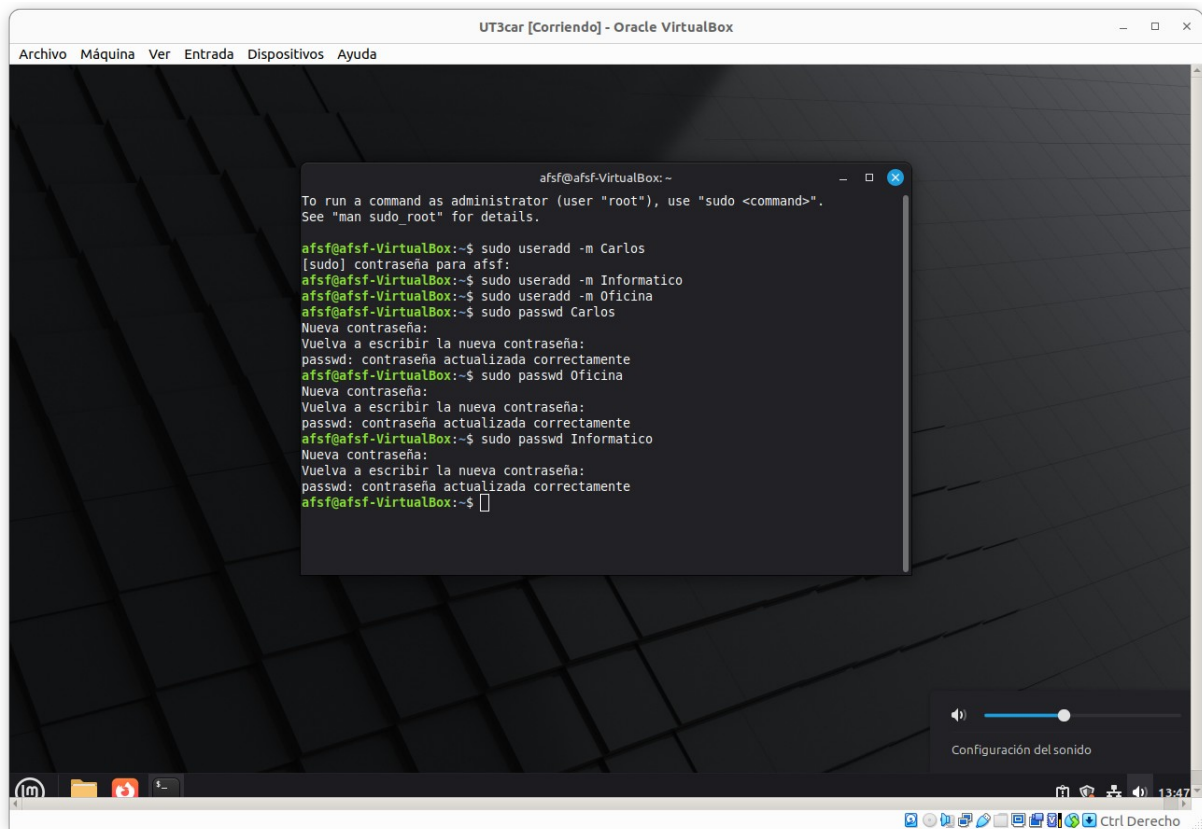 UT3car [Corriendo] - Oracle VirtualBox
Archivo Máquina Ver Entrada Dispositivos Ayuda
afsf@afsf-VirtualBox: ~
To run a command as administrator (user "root"), use "sudo <command>".
See "man sudo_root" for details.
afsf@afsf-VirtualBox:~$ sudo useradd -m Carlos
[sudo] contraseña para afsf:
afsf@afsf-VirtualBox:~$ sudo useradd -m Informatico
afsf@afsf-VirtualBox:~$ sudo useradd -m Oficina
afsf@afsf-VirtualBox:~$ sudo passwd Carlos
Nueva contraseña:
Vuelva a escribir la nueva contraseña:
passwd: contraseña actualizada correctamente
afsf@afsf-VirtualBox:~$ sudo passwd Oficina
Nueva contraseña:
Vuelva a escribir la nueva contraseña:
passwd: contraseña actualizada correctamente
afsf@afsf-VirtualBox:~$ sudo passwd Informatico
Nueva contraseña:
Vuelva a escribir la nueva contraseña:
passwd: contraseña actualizada correctamente
afsf@afsf-VirtualBox:~$
Configuración del sonido
13:47
Ctrl Derecho